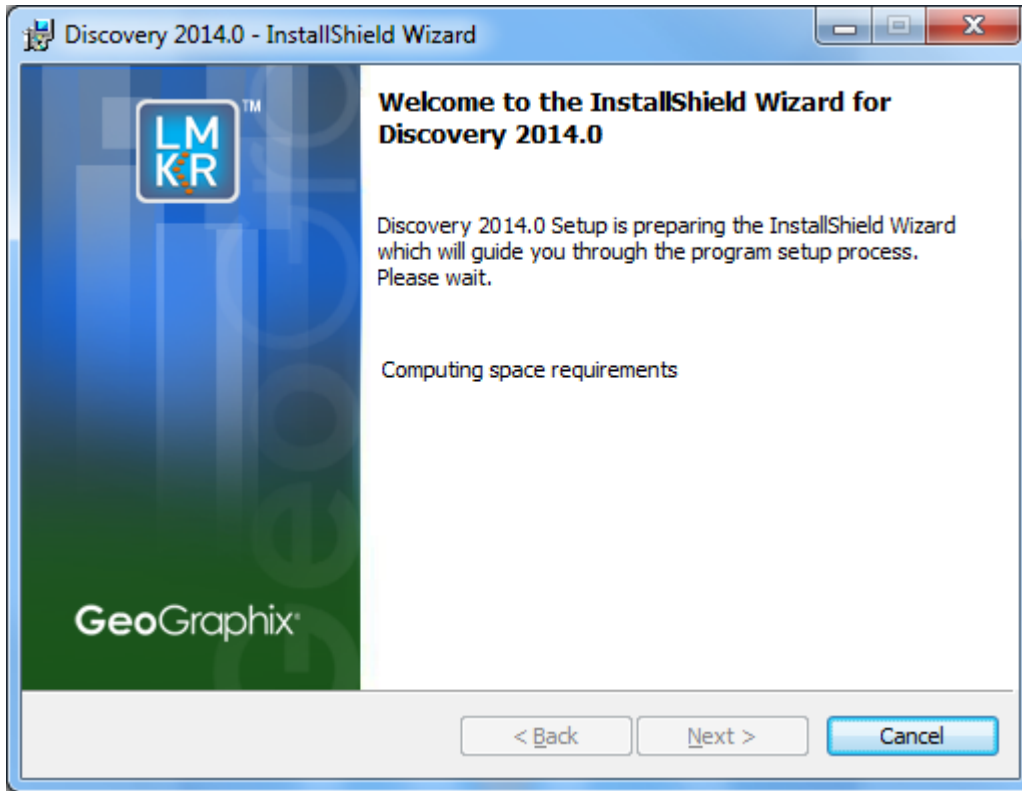 Discovery 2014.0 - InstallShield Wizard
LM
KR
TM
GeoGraphix
GeoGra
Welcome to the InstallShield Wizard for
Discovery 2014.0
Discovery 2014.0 Setup is preparing the InstallShield Wizard
which will guide you through the program setup process.
Please wait.
Computing space requirements
< Back
Next >
Cancel